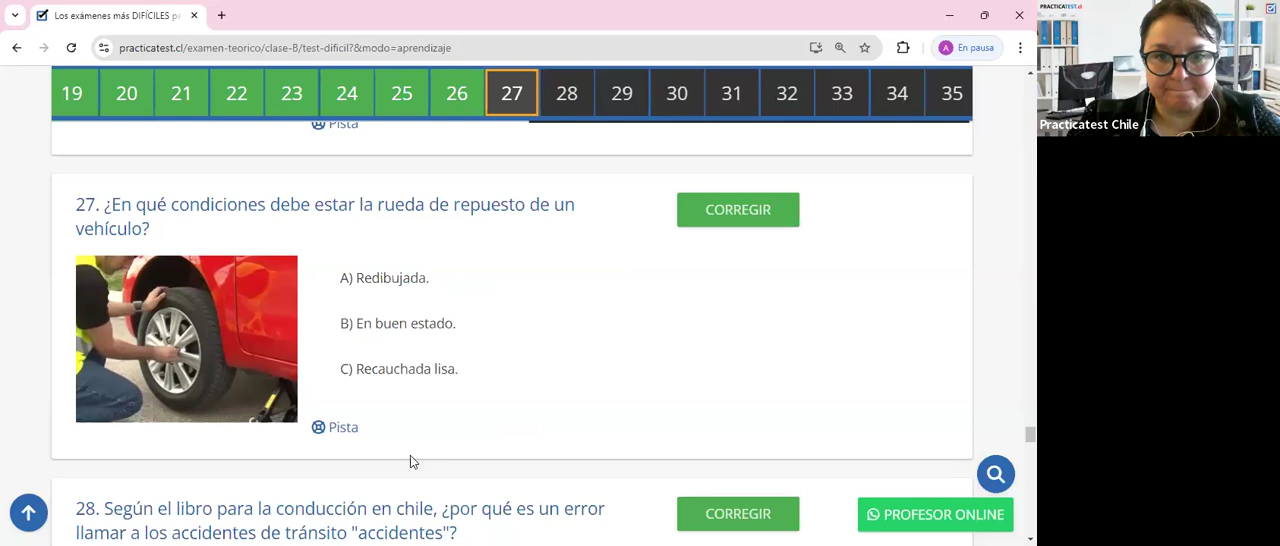 Los exámenes más DIFÍCILES pa
A
En pausa
practicatest.cl/examen-teorico/clase-B/test-dificil?&modo=aprendizaje
19 20 21 22 23 24 25 26 27 28 29 30 31 32 33 34 35
Pista
27. ¿En qué condiciones debe estar la rueda de repuesto de un
vehículo?
CORREGIR
A) Redibujada.
B) En buen estado.
C) Recauchada lisa.
Pista
28. Según el libro para la conducción en chile, ¿por qué es un error
llamar a los accidentes de tránsito "accidentes"?
CORREGIR
PROFESOR ONLINE
PRACTICATEST.cl
Practicatest Chile